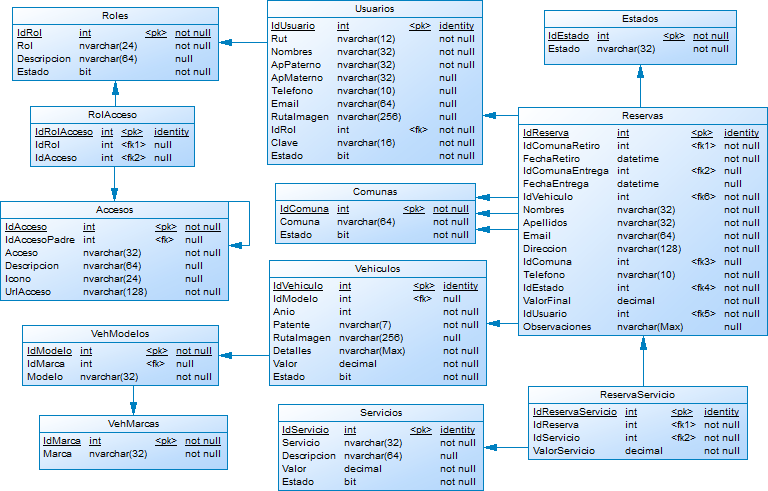 Roles
IdRol int <pk> not null
Rol nvarchar(24) not null
Descripcion nvarchar(64) null
Estado bit not null
Usuarios
IdUsuario int <pk> identity
Rut nvarchar(12) not null
Nombres nvarchar(32) not null
ApPaterno nvarchar(32) not null
ApMaterno nvarchar(32) null
Telefono nvarchar(10) null
Email nvarchar(64) null
RutaImagen nvarchar(256) null
IdRol int <fk> not null
Clave nvarchar(16) not null
Estado bit not null
Estados
IdEstado int <pk> not null
Estado nvarchar(32) not null
RolAcceso
IdRolAcceso int <pk> identity
IdRol int <fk1> null
IdAcceso int <fk2> null
Reservas
IdReserva int <pk> identity
IdComunaRetiro int <fk1> not null
FechaRetiro datetime not null
IdComunaEntrega int <fk2> null
FechaEntrega datetime null
IdVehiculo int <fk6> not null
Nombres nvarchar(32) not null
Apellidos nvarchar(32) not null
Email nvarchar(64) not null
Direccion nvarchar(128) not null
IdComuna int <fk3> null
Telefono nvarchar(10) not null
IdEstado int <fk4> not null
ValorFinal decimal not null
IdUsuario int <fk5> not null
Observaciones nvarchar(Max) null
Accesos
IdAcceso int <pk> not null
IdAccesoPadre int <fk> null
Acceso nvarchar(32) not null
Descripcion nvarchar(64) null
Icono nvarchar(24) null
UrlAcceso nvarchar(128) not null
Comunas
IdComuna int <pk> not null
Comuna nvarchar(64) not null
Estado bit not null
Vehiculos
IdVehiculo int <pk> identity
IdModelo int <fk> null
Anio int not null
Patente nvarchar(7) not null
RutaImagen nvarchar(256) null
Detalles nvarchar(Max) not null
Valor decimal not null
Estado bit not null
VehModelos
IdModelo int <pk> not null
IdMarca int <fk> null
Modelo nvarchar(32) not null
VehMarcas
IdMarca int <pk> not null
Marca nvarchar(32) not null
Servicios
IdServicio int <pk> identity
Servicio nvarchar(32) not null
Descripcion nvarchar(64) null
Valor decimal not null
Estado bit not null
ReservaServicio
IdReservaServicio int <pk> identity
IdReserva int <fk1> not null
IdServicio int <fk2> not null
ValorServicio decimal not null